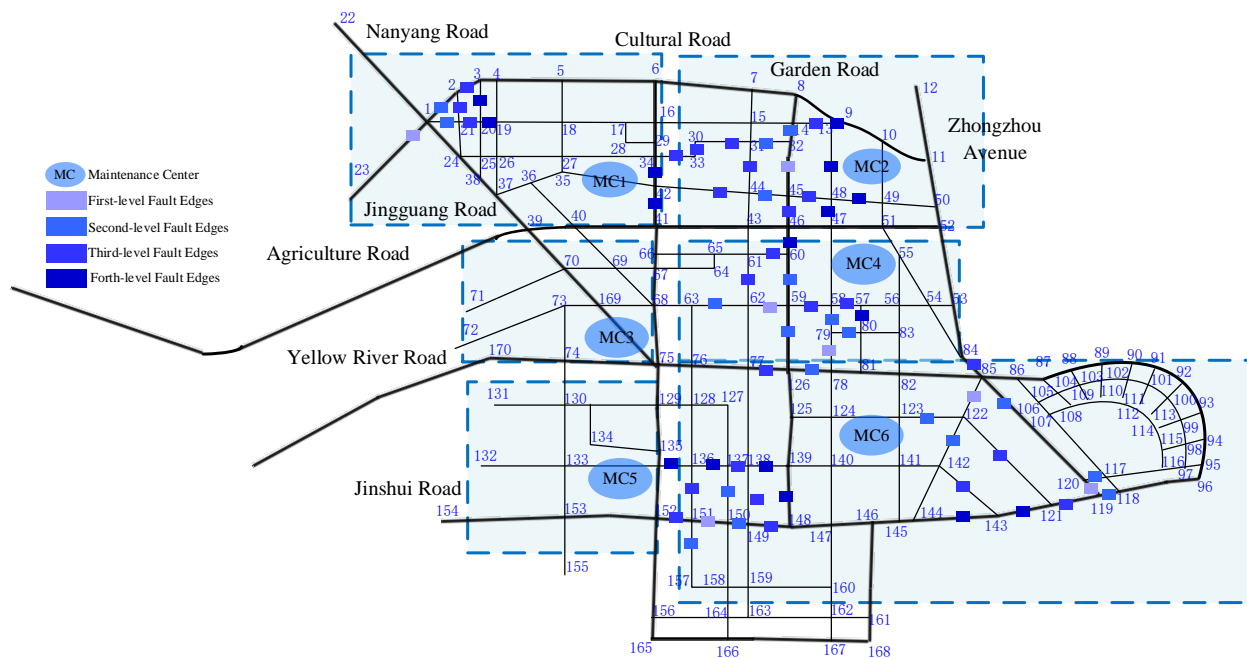 22
Nanyang Road
Cultural Road
Garden Road
2 3 4 5 6 7 8 9 12
1 21 20 19 18 17 16 15 14 13 10
Zhongzhou
Avenue
23 24 25 26 27 28 29 30 31 32 11
38 37 36 35 34 33
MC
Maintenance Center
First-level Fault Edges
Second-level Fault Edges
Third-level Fault Edges
Forth-level Fault Edges
MC1
MC2
42 44 45 48 49 50
Jingguang Road
39 40 41 43 46 47 51 52
Agriculture Road
66 65 60 55
70 69 67 64 61
MC4
71 73 169 68 63 62 59 58 57 56 54 53
72 79 80 83
MC3
Yellow River Road
170 74 75 76 77 126 78 81 82 84 85 86 87 88 89 90 91
92
104 103 102 101
105 109 110 111 100
106 108 112 113 93
107 114 99
131 130 129 128 127 125 124 123 122
MC6
115 94
134 135 98
132 133 136 137 138 139 140 141 142 116 95
MC5
117 97
120 96
118
Jinshui Road
119
154 153 152 151 150 149 148 147 146 145 144 143 121
155 157 158 159 160
156 164 163 162 161
165 166 167 168